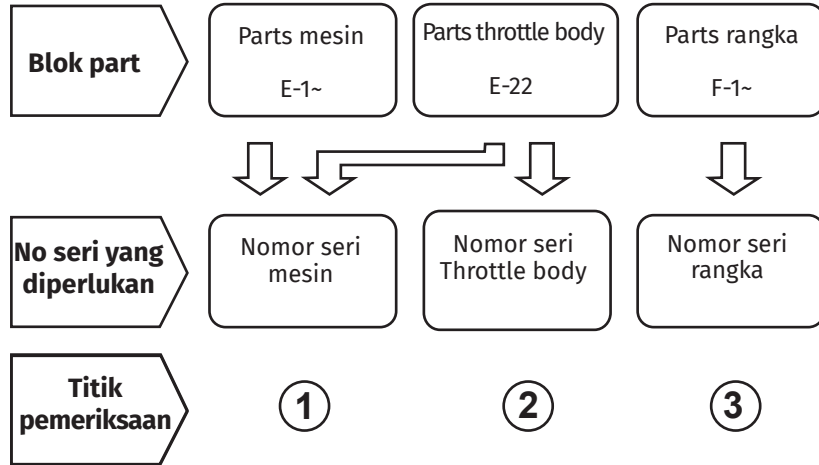 Blok part
Parts mesin
E-1~
Parts throttle body
E-22
Parts rangka
F-1~
No seri yang
diperlukan
Nomor seri
mesin
Nomor seri
Throttle body
Nomor seri
rangka
Titik
pemeriksaan
1
2
3